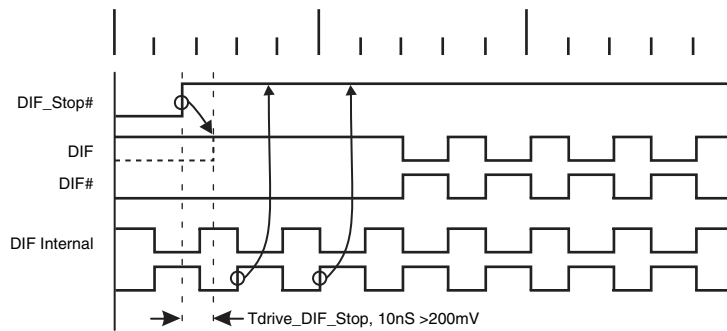 DIF_Stop#
DIF
DIF#
DIF Internal
Tdrive_DIF_Stop, 10nS >200mV